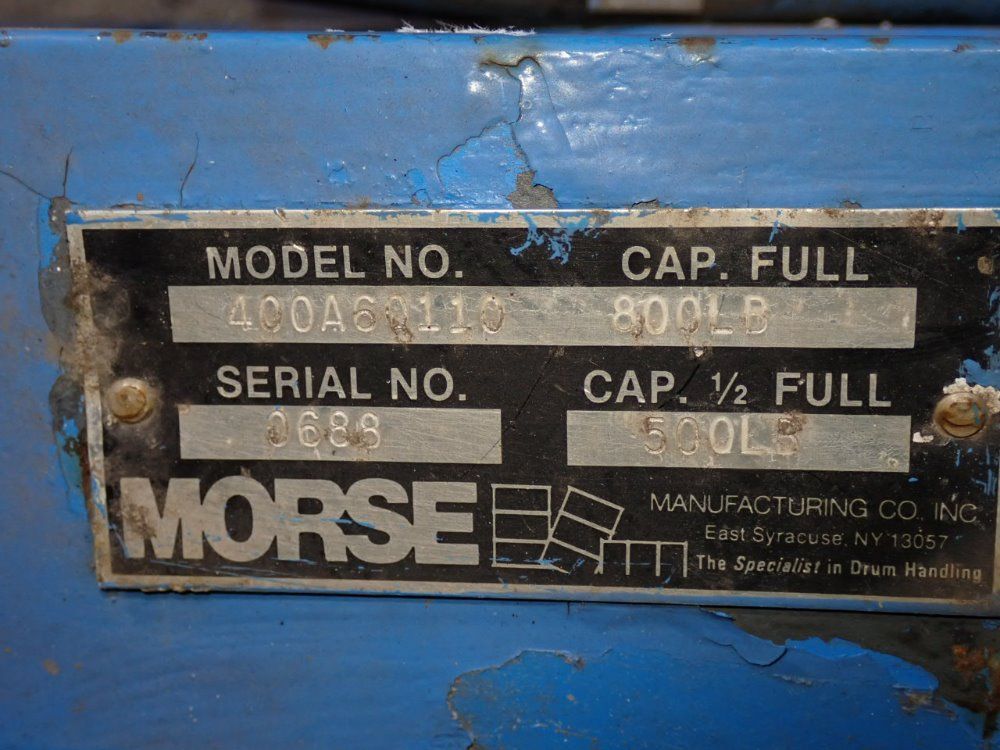 MODEL NO. CAP. FULL
400A60110 800LB
SERIAL NO. CAP. 1/2 FULL
0688 500LB
MORSE
MANUFACTURING CO. INC
East Syracuse, NY 13057
The Specialist in Drum Handling